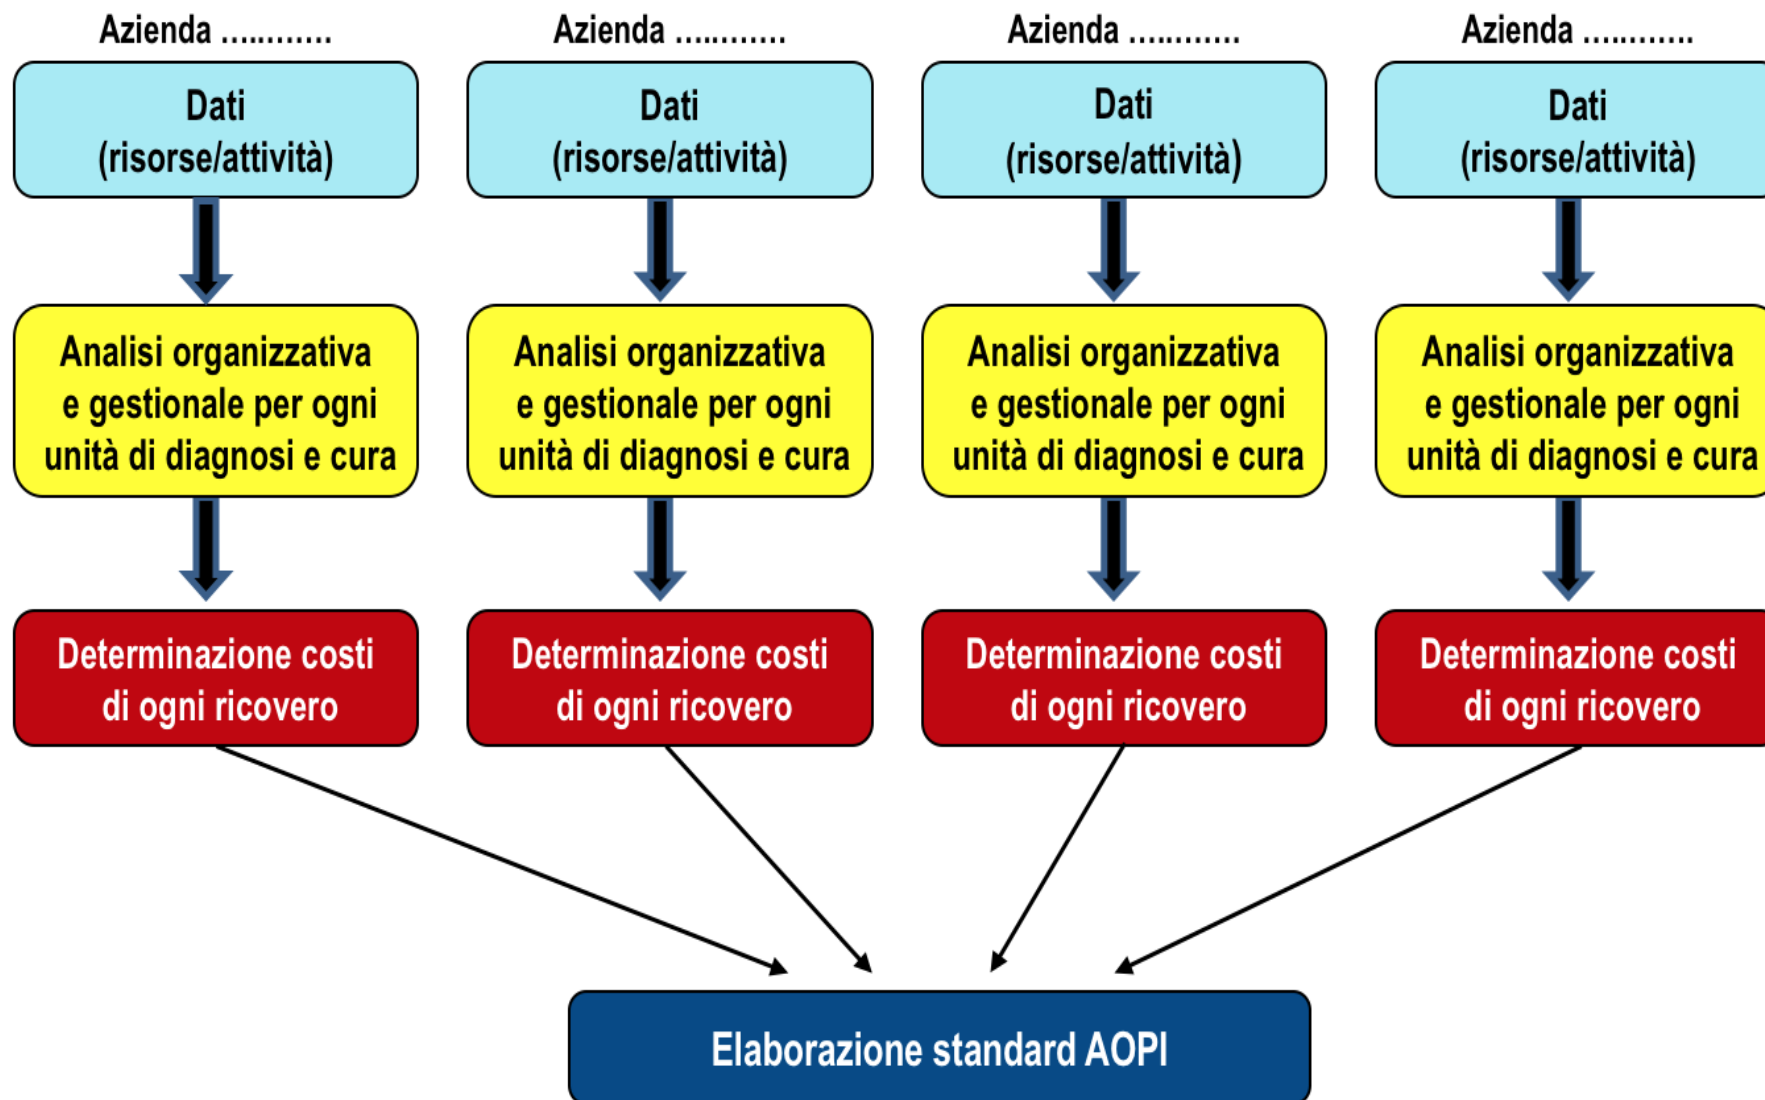 Azienda …..…….
Azienda …..…….
Azienda …..…….
Azienda …..…….
Dati
(risorse/attività)
Dati
(risorse/attività)
Dati
(risorse/attività)
Dati
(risorse/attività)
Analisi organizzativa
e gestionale per ogni
unità di diagnosi e cura
Analisi organizzativa
e gestionale per ogni
unità di diagnosi e cura
Analisi organizzativa
e gestionale per ogni
unità di diagnosi e cura
Analisi organizzativa
e gestionale per ogni
unità di diagnosi e cura
Determinazione costi
di ogni ricovero
Determinazione costi
di ogni ricovero
Determinazione costi
di ogni ricovero
Determinazione costi
di ogni ricovero
Elaborazione standard AOPI